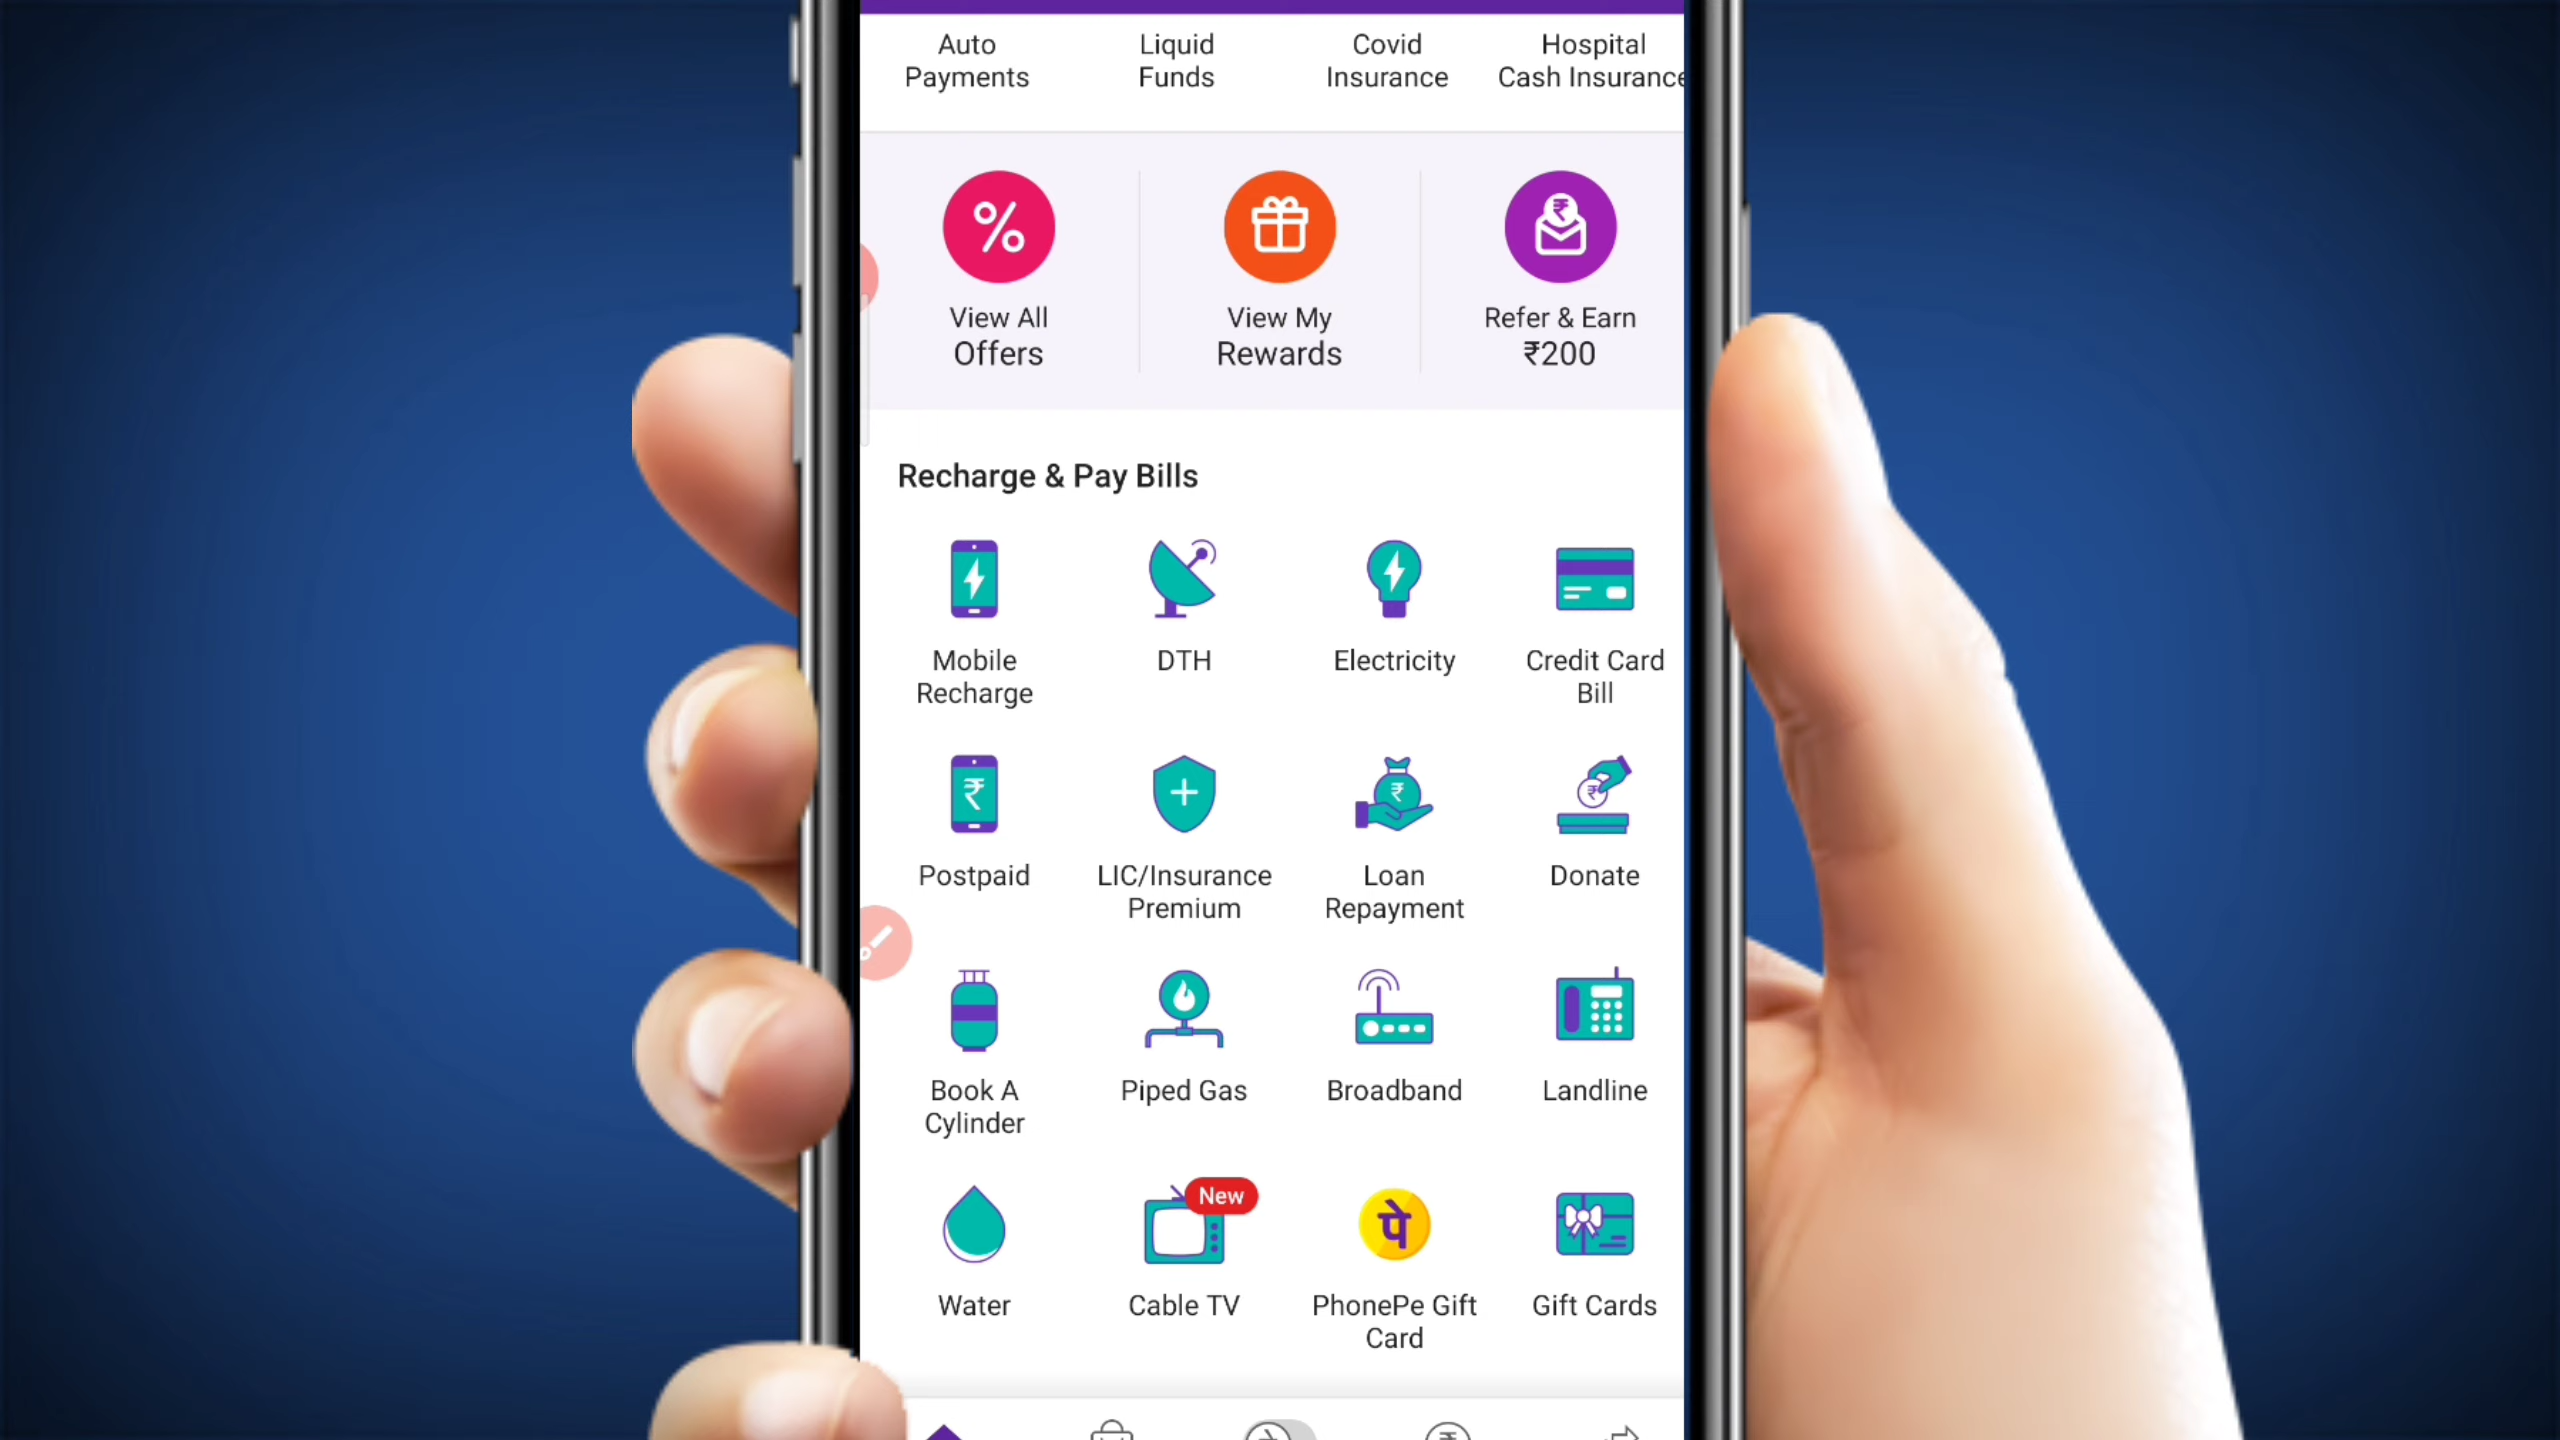 Auto
Payments
Liquid
Funds
Covid
Insurance
Hospital
Cash Insurance
%
View All
Offers
View My
Rewards
₹
Refer & Earn
₹200
Recharge & Pay Bills
Mobile
Recharge
DTH
Electricity
Credit Card
Bill
₹
Postpaid
LIC/Insurance
Premium
₹
Loan
Repayment
₹
Donate
Book A
Cylinder
Piped Gas
Broadband
Landline
Water
New
Cable TV
पे
PhonePe Gift
Card
Gift Cards